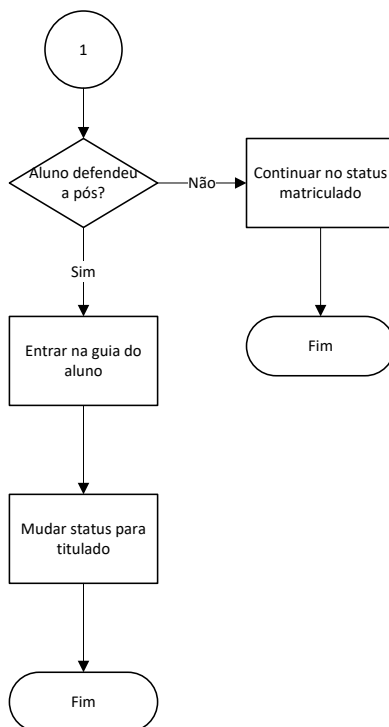 1
Aluno defendeu
a pós?
Não
Continuar no status
matriculado
Sim
Entrar na guia do
aluno
Fim
Mudar status para
titulado
Fim